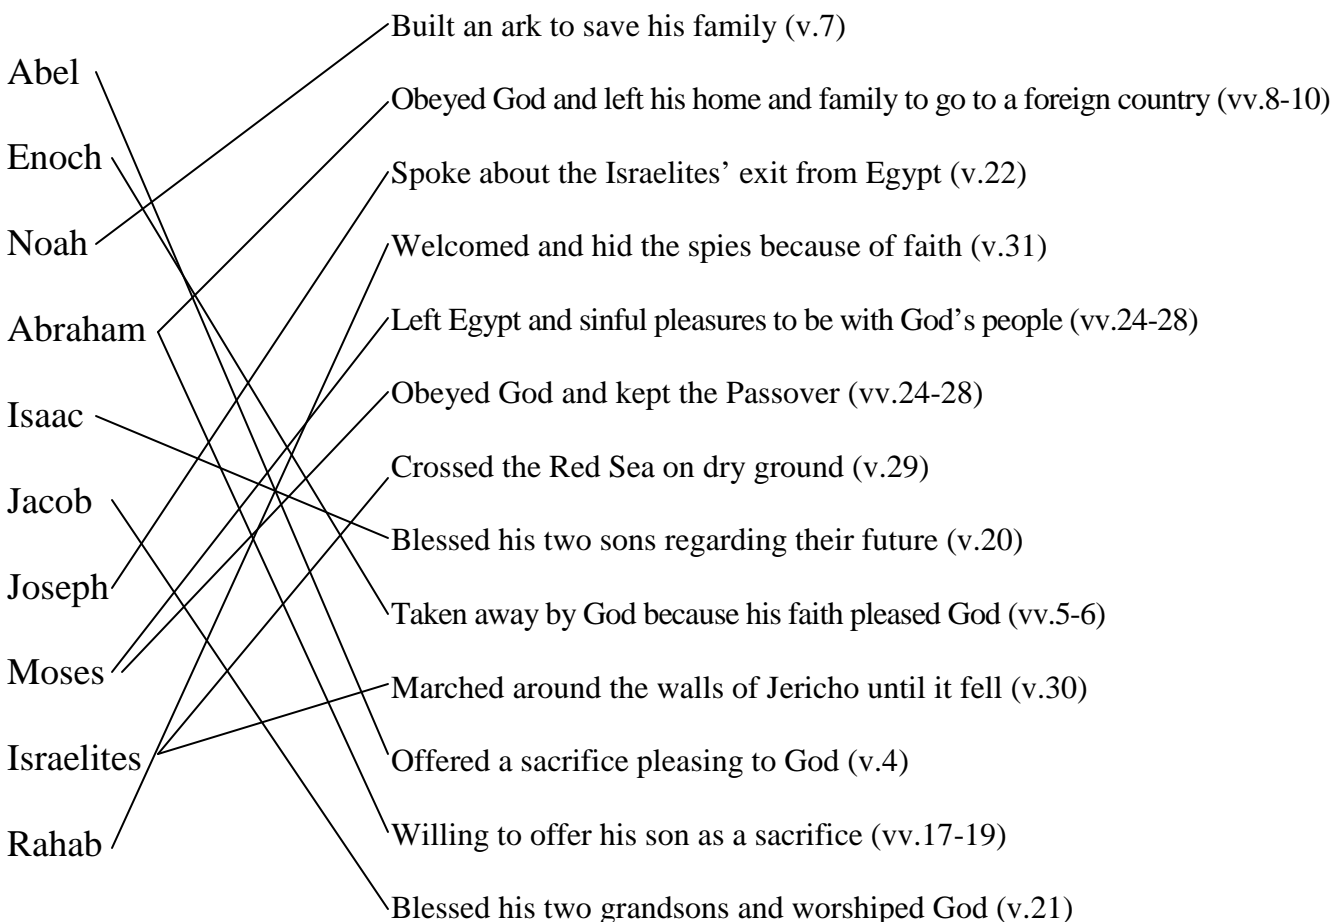 Abel
Enoch
Noah
Abraham
Isaac
Jacob
Joseph
Moses
Israelites
Rahab
Built an ark to save his family (v.7)
Obeyed God and left his home and family to go to a foreign country (vv.8-10)
Spoke about the Israelites’ exit from Egypt (v.22)
Welcomed and hid the spies because of faith (v.31)
Left Egypt and sinful pleasures to be with God’s people (vv.24-28)
Obeyed God and kept the Passover (vv.24-28)
Crossed the Red Sea on dry ground (v.29)
Blessed his two sons regarding their future (v.20)
Taken away by God because his faith pleased God (vv.5-6)
Marched around the walls of Jericho until it fell (v.30)
Offered a sacrifice pleasing to God (v.4)
Willing to offer his son as a sacrifice (vv.17-19)
Blessed his two grandsons and worshiped God (v.21)